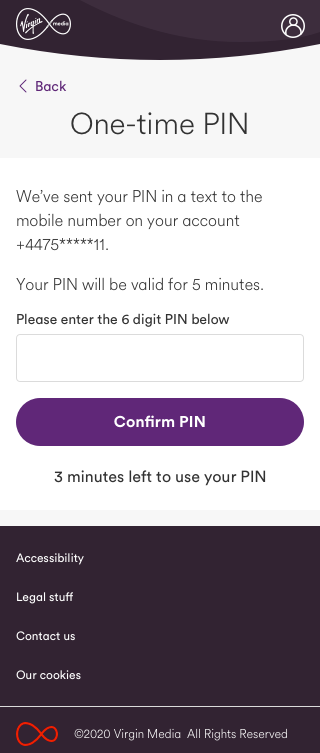 Virgin media
Back
One-time PIN
We've sent your PIN in a text to the
mobile number on your account
+4475*****11.
Your PIN will be valid for 5 minutes.
Please enter the 6 digit PIN below
Confirm PIN
3 minutes left to use your PIN
Accessibility
Legal stuff
Contact us
Our cookies
©2020 Virgin Media  All Rights Reserved